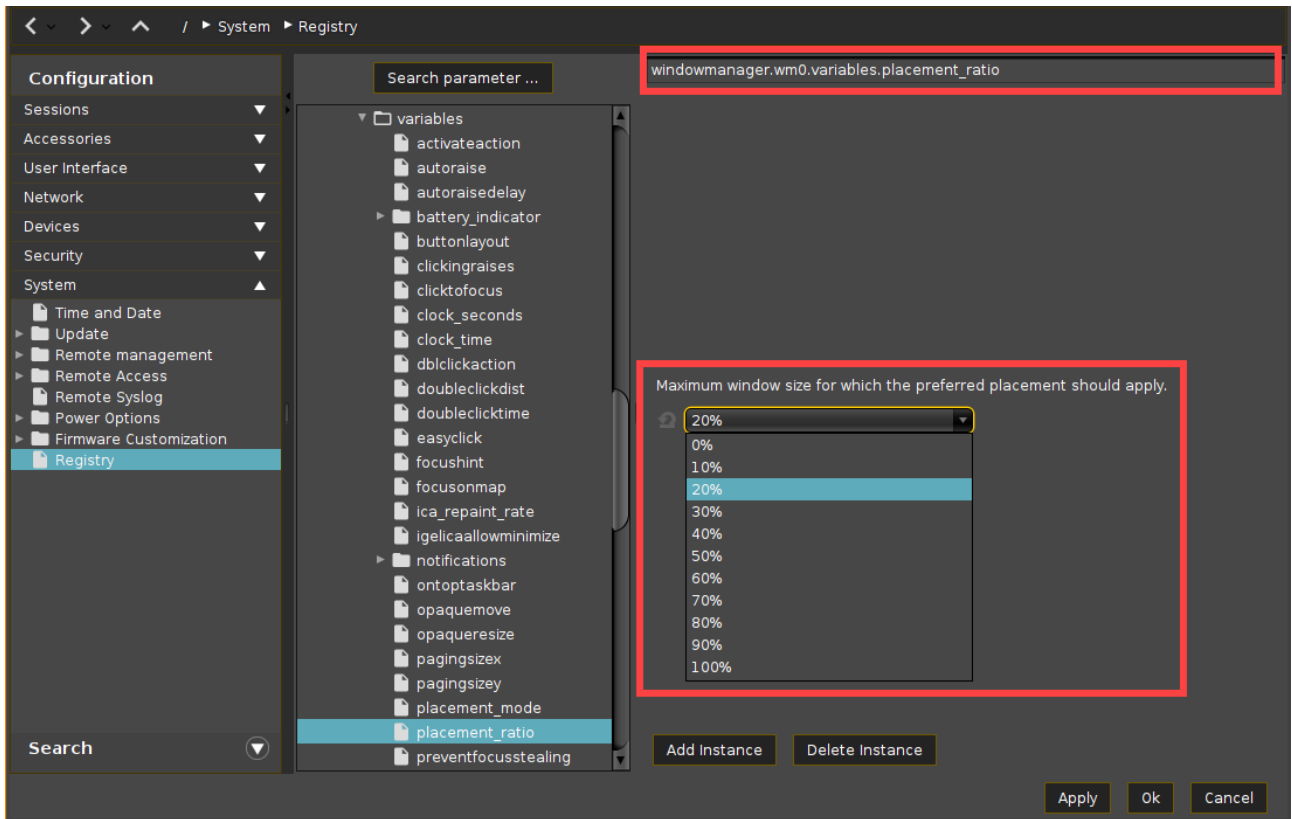 / System Registry
Configuration
Sessions
Accessories
User Interface
Network
Devices
Security
System
Time and Date
Update
Remote management
Remote Access
Remote Syslog
Power Options
Firmware Customization
Registry
Search
Search parameter ...
variables
activateaction
autoraise
autoraisedelay
battery_indicator
buttonlayout
clickingraises
clicktofocus
clock_seconds
clock_time
dblclickaction
doubleclickdist
doubleclicktime
easyclick
focushint
focusonmap
ica_repaint_rate
igelicaallowminimize
notifications
ontoptaskbar
opaquemove
opaqueresize
pagingsizex
pagingsizey
placement_mode
placement_ratio
preventfocusstealing
windowmanager.wm0.variables.placement_ratio
Maximum window size for which the preferred placement should apply.
20%
0%
10%
20%
30%
40%
50%
60%
70%
80%
90%
100%
Add Instance Delete Instance
Apply Ok Cancel